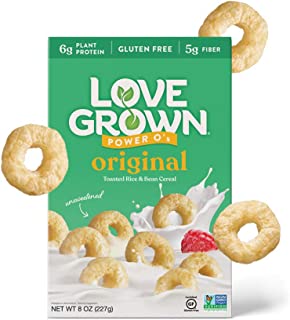 6g PLANT PROTEIN | GLUTEN FREE | 5g FIBER
LOVE
GROWN
POWER O's
original
Toasted Rice & Bean Cereal
unsweetened
NET WT 8 OZ (227g)
GF